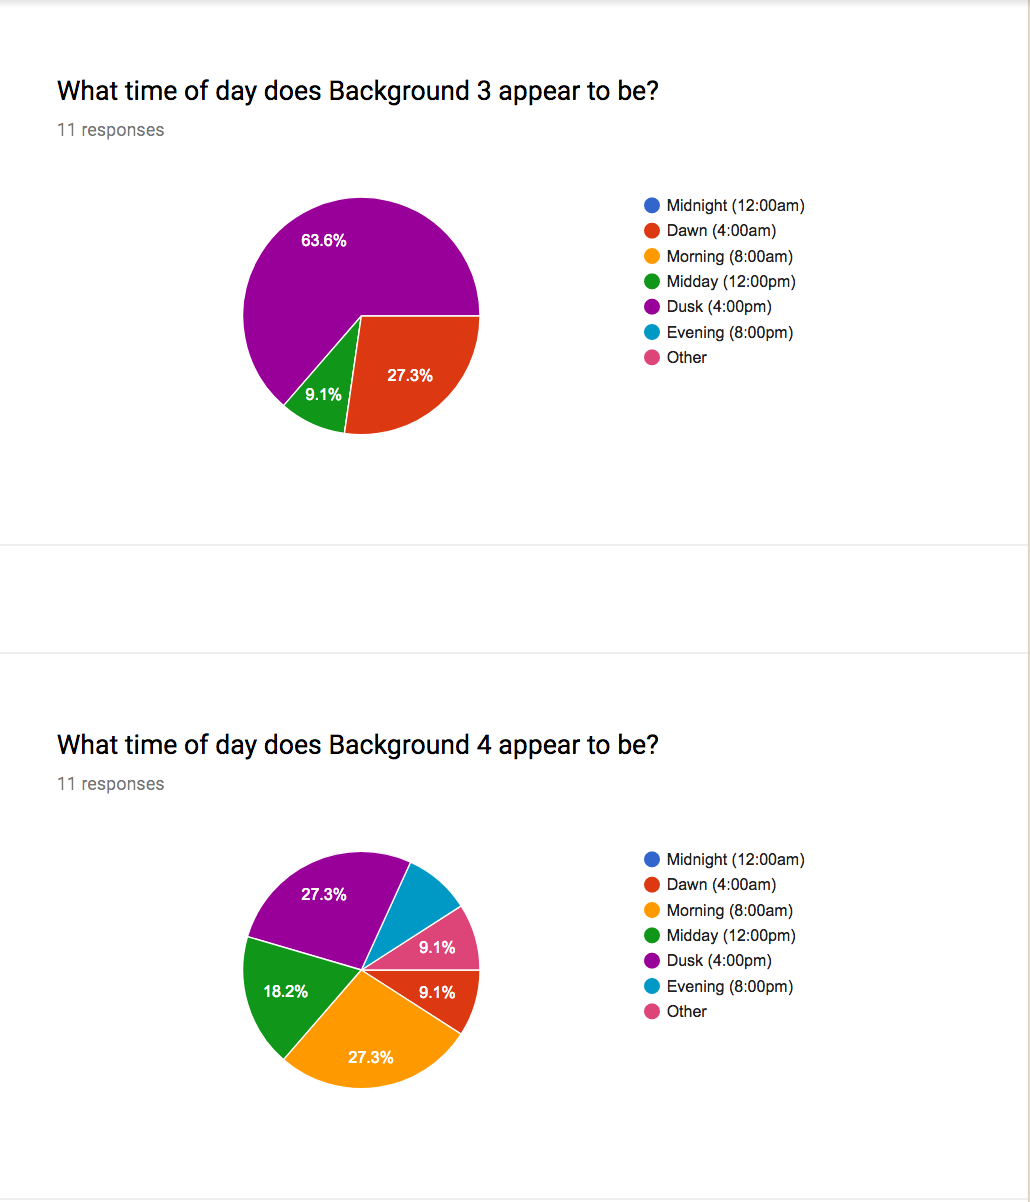 What time of day does Background 3 appear to be?
11 responses
63.6%
9.1%
27.3%
Midnight (12:00am)
Dawn (4:00am)
Morning (8:00am)
Midday (12:00pm)
Dusk (4:00pm)
Evening (8:00pm)
Other
What time of day does Background 4 appear to be?
11 responses
27.3%
9.1%
18.2%
9.1%
27.3%
Midnight (12:00am)
Dawn (4:00am)
Morning (8:00am)
Midday (12:00pm)
Dusk (4:00pm)
Evening (8:00pm)
Other